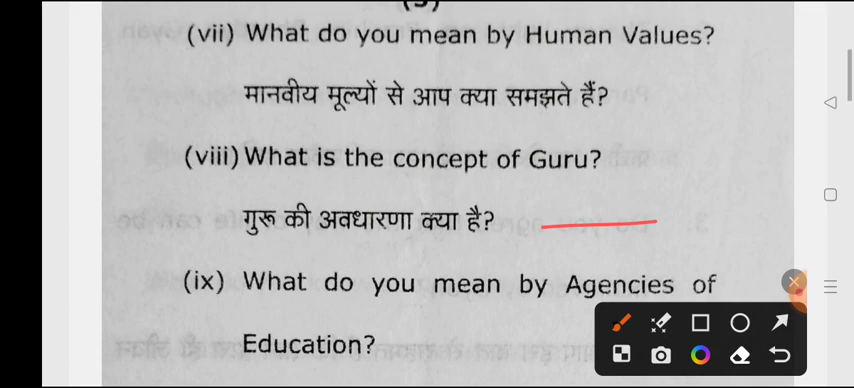 (vii) What do you mean by Human Values?
मानवीय मूल्यों से आप क्या समझते हैं?
(viii) What is the concept of Guru?
गुरू की अवधारणा क्या है?
(ix) What do you mean by Agencies of
Education?